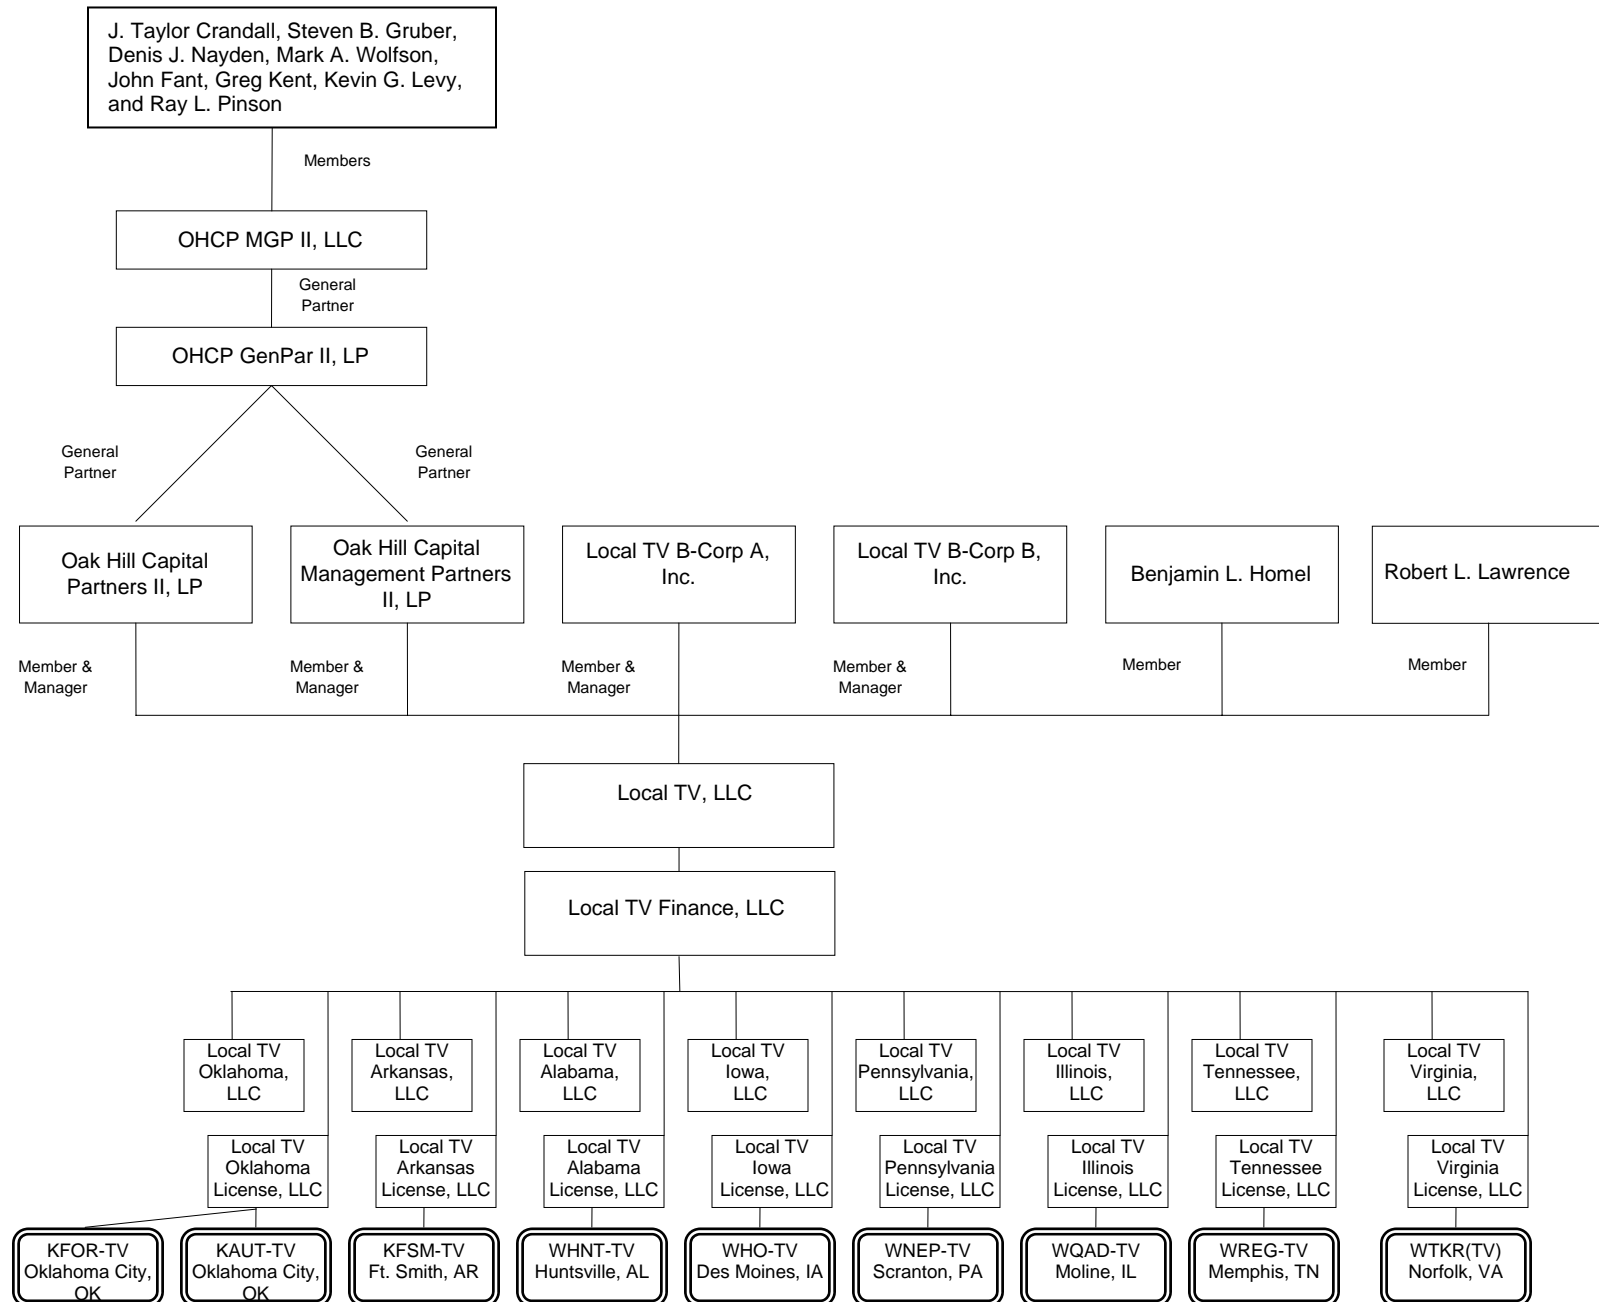 J. Taylor Crandall, Steven B. Gruber,
Denis J. Nayden, Mark A. Wolfson,
John Fant, Greg Kent, Kevin G. Levy,
and Ray L. Pinson
Members
OHCP MGP II, LLC
General
Partner
OHCP GenPar II, LP
General
Partner
General
Partner
Oak Hill Capital
Partners II, LP
Oak Hill Capital
Management Partners
II, LP
Local TV B-Corp A,
Inc.
Local TV B-Corp B,
Inc.
Benjamin L. Homel
Robert L. Lawrence
Member &
Manager
Member &
Manager
Member &
Manager
Member &
Manager
Member
Member
Local TV, LLC
Local TV Finance, LLC
Local TV
Oklahoma,
LLC
Local TV
Arkansas,
LLC
Local TV
Alabama,
LLC
Local TV
Iowa,
LLC
Local TV
Pennsylvania,
LLC
Local TV
Illinois,
LLC
Local TV
Tennessee,
LLC
Local TV
Virginia,
LLC
Local TV
Oklahoma
License, LLC
Local TV
Arkansas
License, LLC
Local TV
Alabama
License, LLC
Local TV
Iowa
License, LLC
Local TV
Pennsylvania
License, LLC
Local TV
Illinois
License, LLC
Local TV
Tennessee
License, LLC
Local TV
Virginia
License, LLC
KFOR-TV
Oklahoma City,
OK
KAUT-TV
Oklahoma City,
OK
KFSM-TV
Ft. Smith, AR
WHNT-TV
Huntsville, AL
WHO-TV
Des Moines, IA
WNEP-TV
Scranton, PA
WQAD-TV
Moline, IL
WREG-TV
Memphis, TN
WTKR(TV)
Norfolk, VA